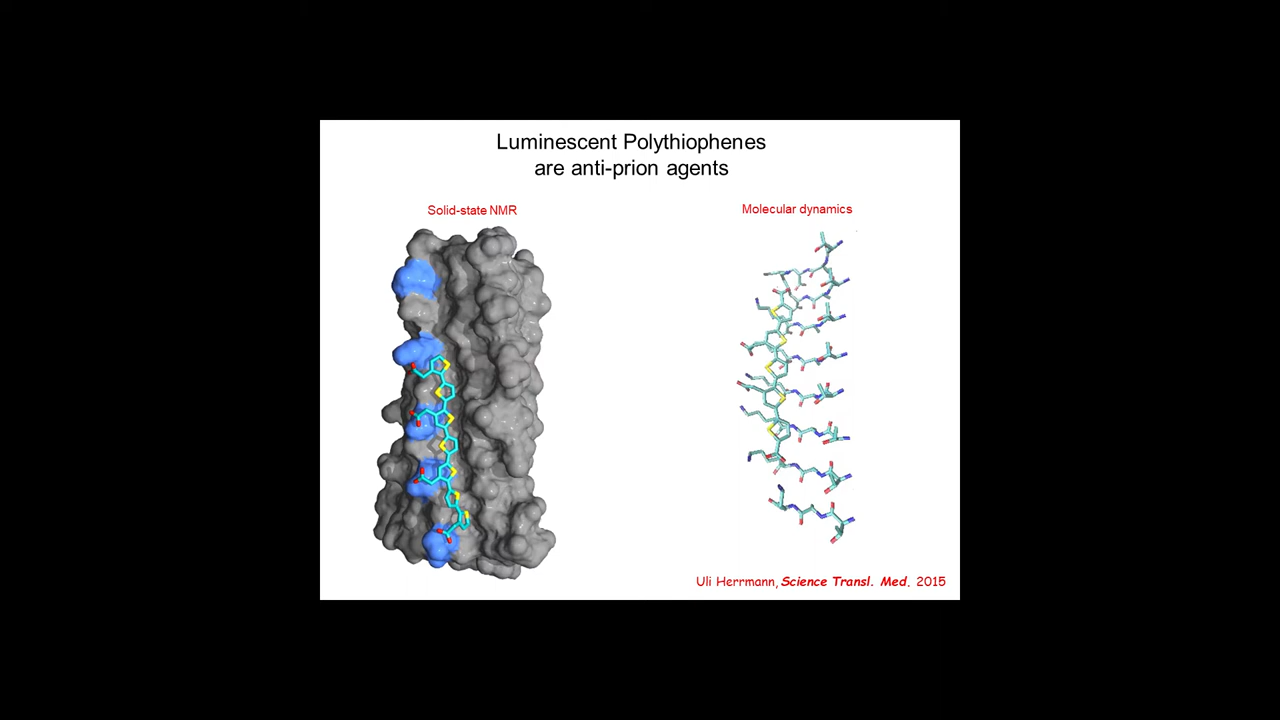 Luminescent Polythiophenes
are anti-prion agents
Solid-state NMR
Molecular dynamics
Uli Herrmann, Science Transl. Med. 2015